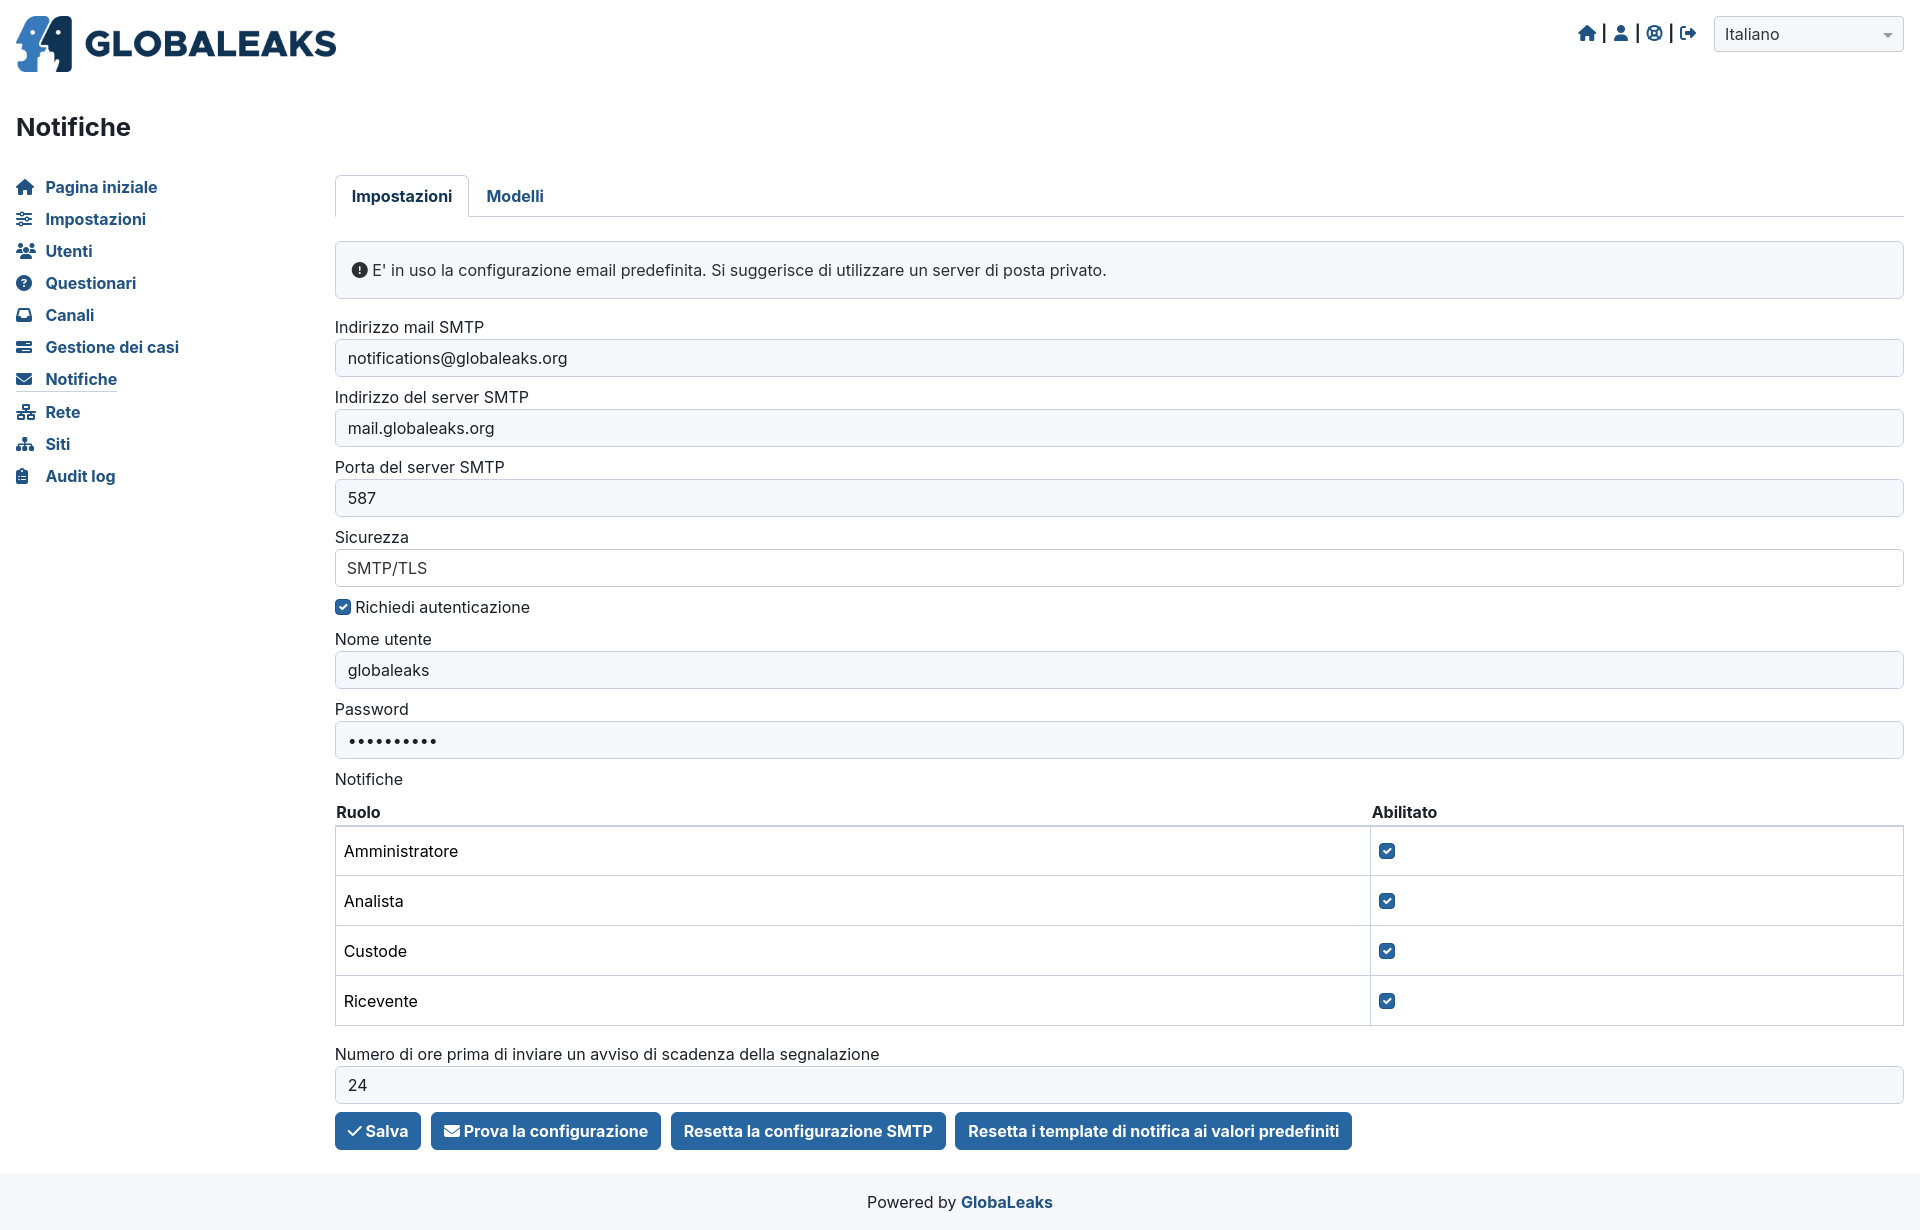 GLOBALEAKS
Italiano
Notifiche
Pagina iniziale
Impostazioni
Utenti
Questionari
Canali
Gestione dei casi
Notifiche
Rete
Siti
Audit log
Impostazioni Modelli
E' in uso la configurazione email predefinita. Si suggerisce di utilizzare un server di posta privato.
Indirizzo mail SMTP
notifications@globaleaks.org
Indirizzo del server SMTP
mail.globaleaks.org
Porta del server SMTP
587
Sicurezza
SMTP/TLS
Richiedi autenticazione
Nome utente
globaleaks
Password
••••••••••
Notifiche
Ruolo Abilitato
Amministratore
Analista
Custode
Ricevente
Numero di ore prima di inviare un avviso di scadenza della segnalazione
24
Salva Prova la configurazione Resetta la configurazione SMTP Resetta i template di notifica ai valori predefiniti
Powered by GlobaLeaks